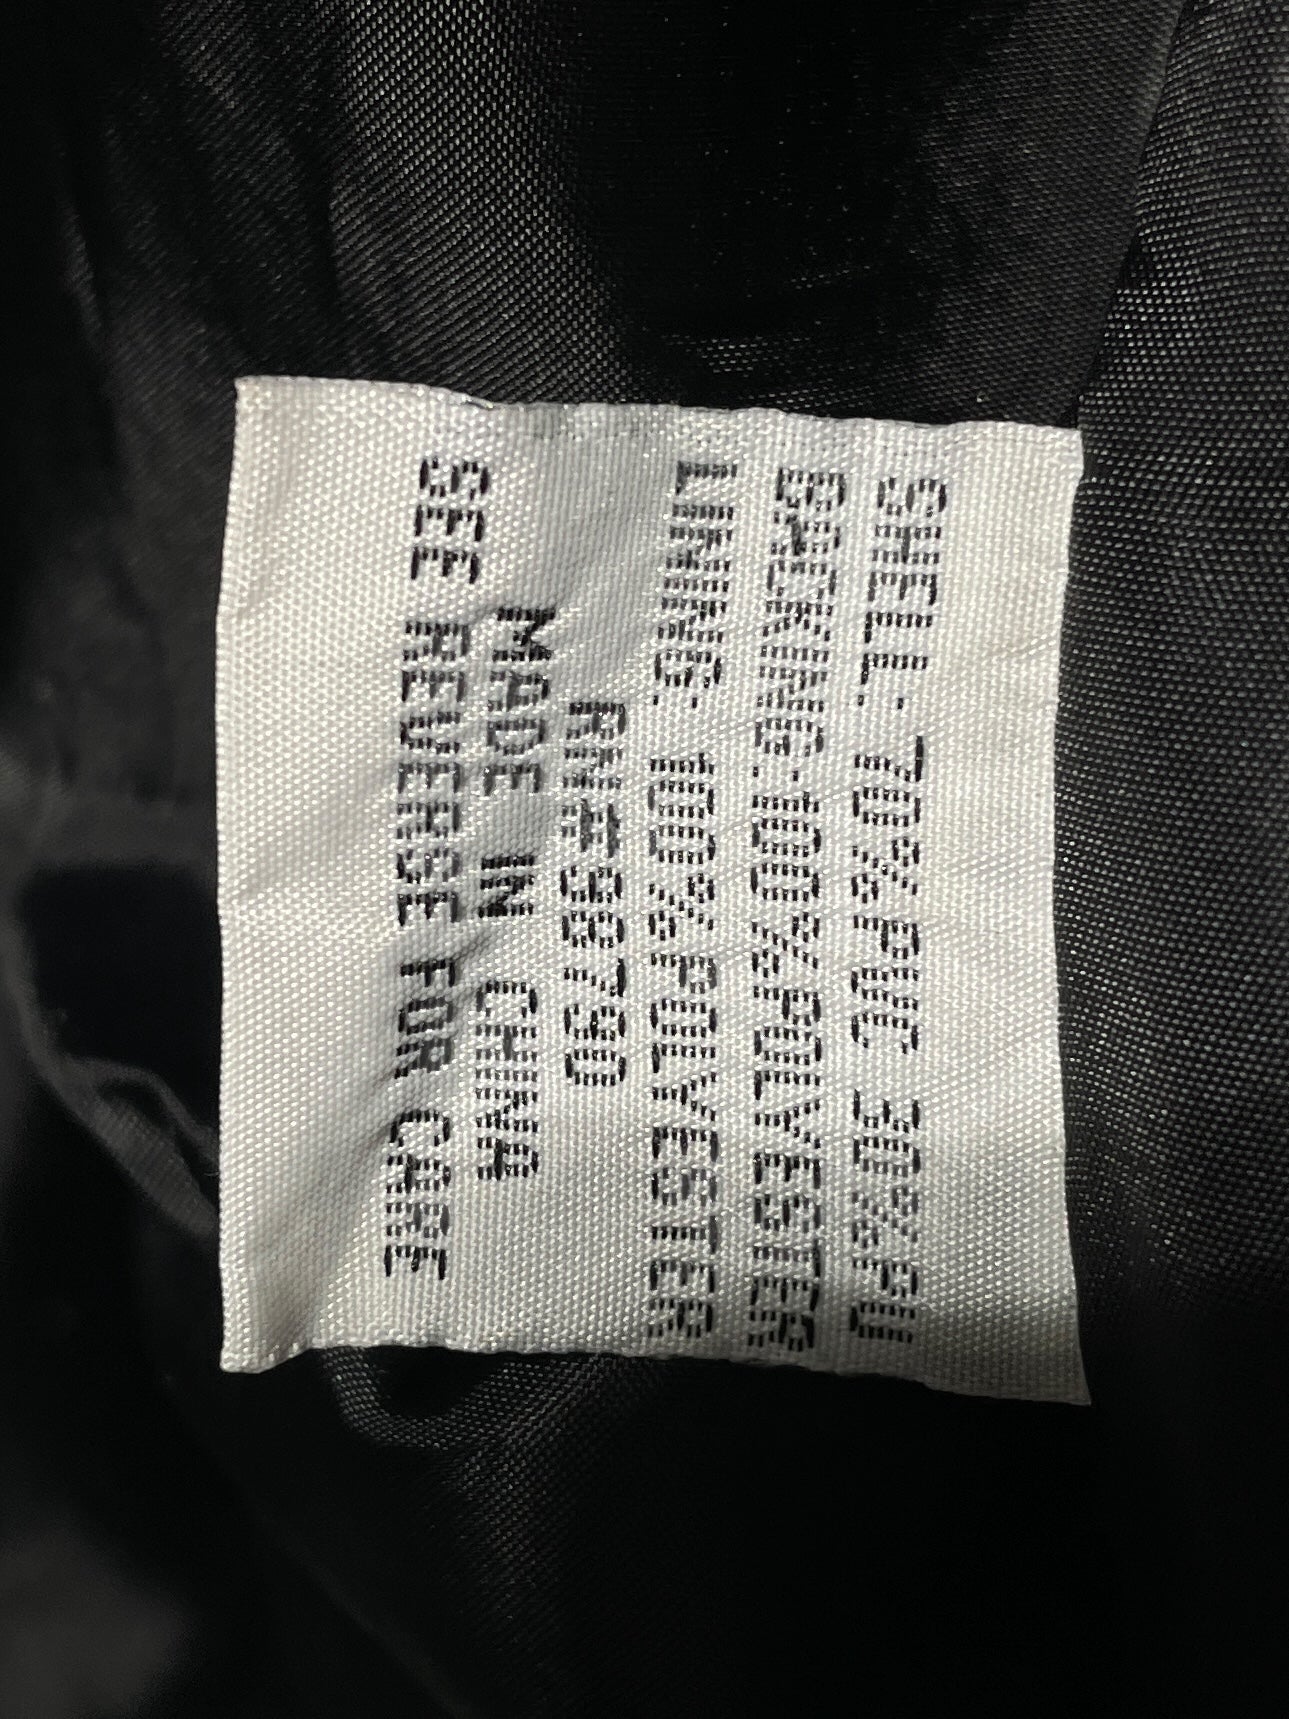 SHELL: 70%PVC 30%PU
BACKING:100%POLYESTER
LINING: 100%POLYESTER
RN#98790
MADE IN CHINA
SEE REVERSE FOR CARE